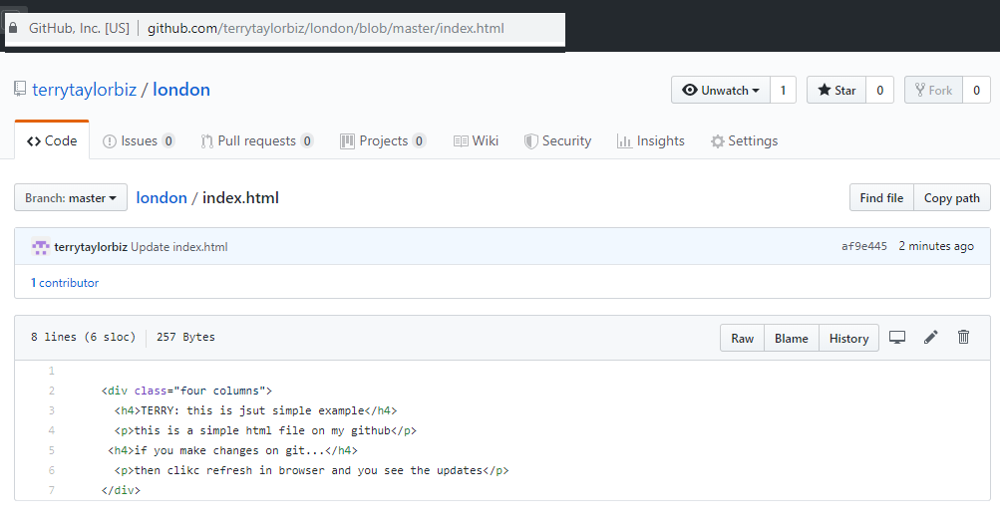 GitHub, Inc. [US] | github.com/terrytaylorbiz/london/blob/master/index.html
terrytaylorbiz / london
Unwatch 1 Star 0 Fork 0
Code Issues 0 Pull requests 0 Projects 0 Wiki Security Insights Settings
Branch: master london / index.html Find file Copy path
terrytaylorbiz Update index.html af9e445 2 minutes ago
1 contributor
8 lines (6 sloc) 257 Bytes Raw Blame History
1
2 <div class="four columns">
3 <h4>TERRY: this is jsut simple example</h4>
4 <p>this is a simple html file on my github</p>
5 <h4>if you make changes on git...</h4>
6 <p>then clikc refresh in browser and you see the updates</p>
7 </div>